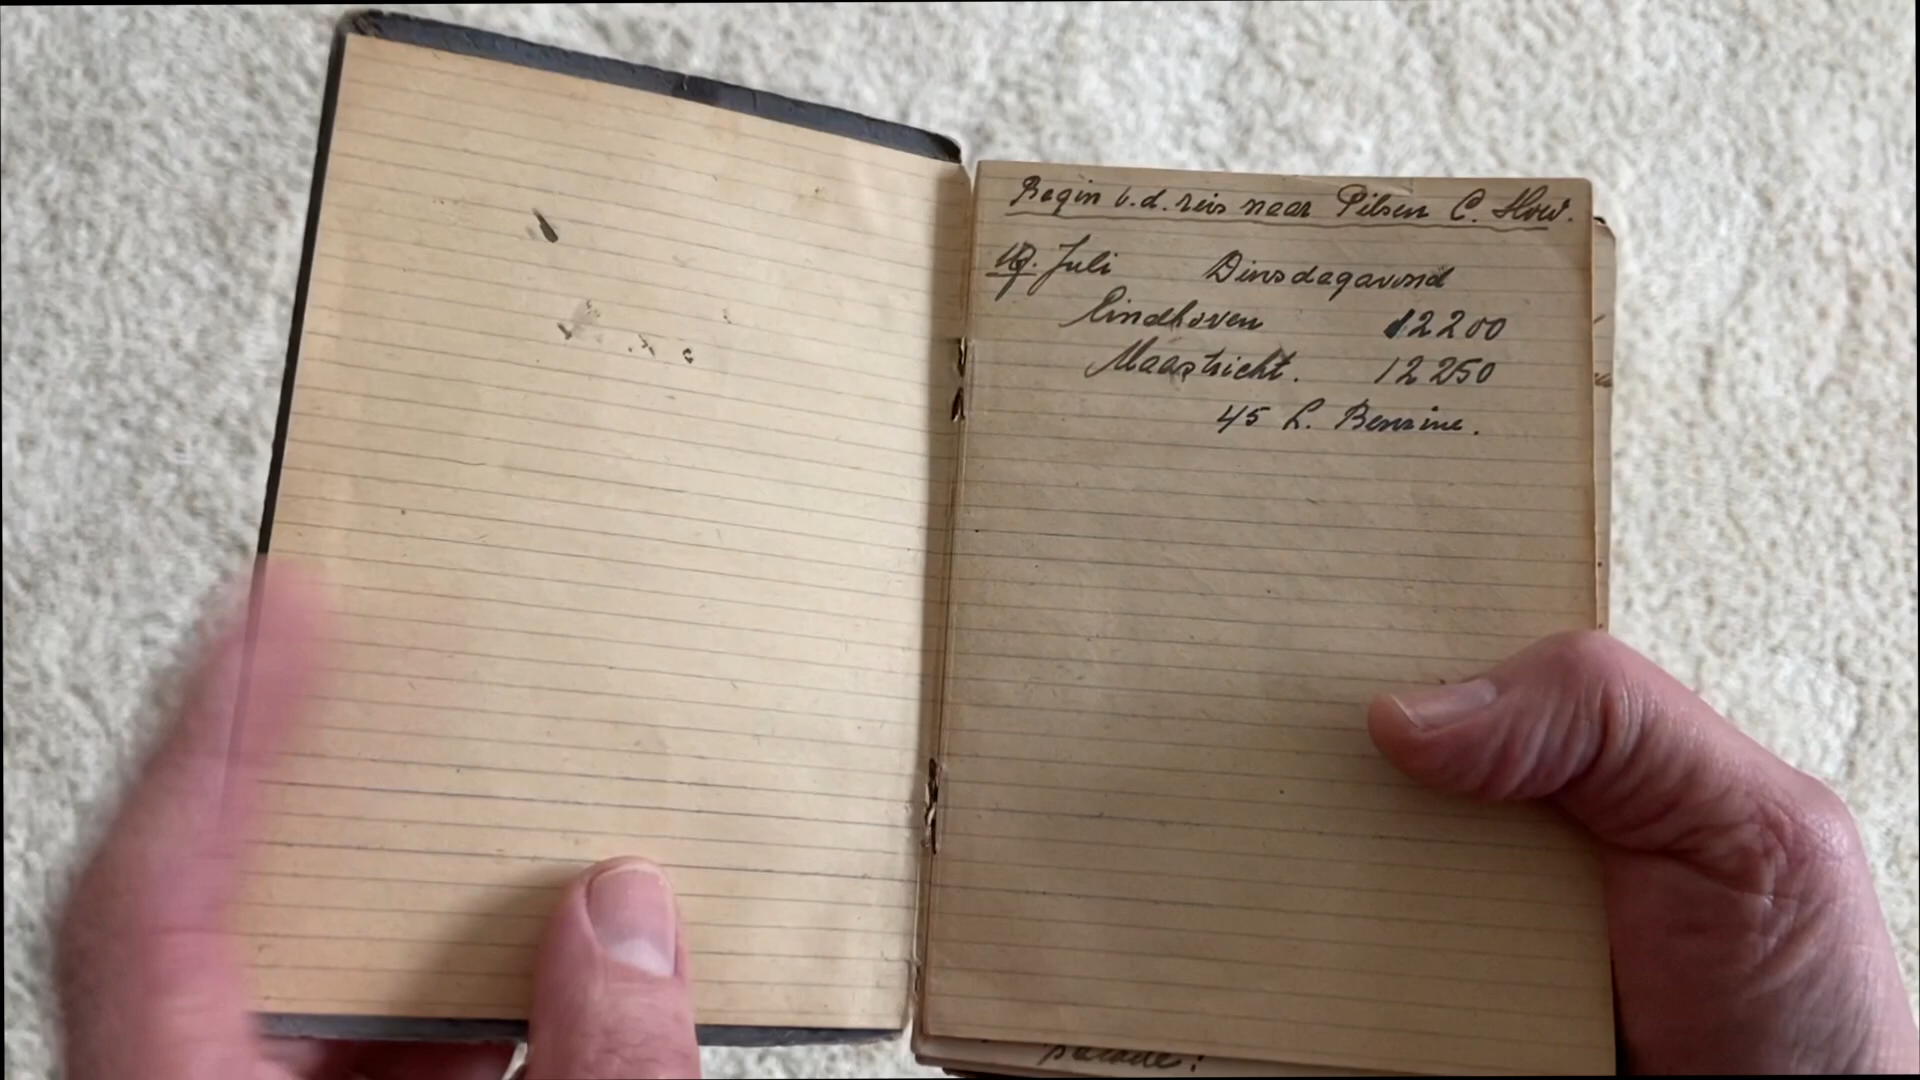 Begin v.d. reis naar Pilsen C. Slow.
Juli Dinsdagavond
Eindhoven 12200
Maastricht. 12250
45 L. Benzine.